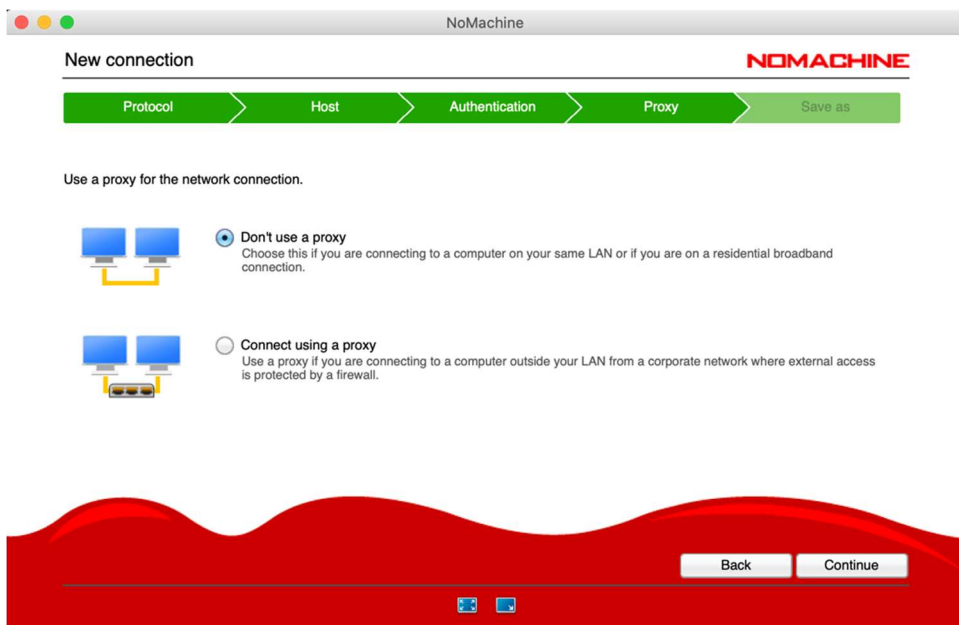 NoMachine
New connection
NOMACHINE
Protocol
Host
Authentication
Proxy
Save as
Use a proxy for the network connection.
Don't use a proxy
Choose this if you are connecting to a computer on your same LAN or if you are on a residential broadband
connection.
Connect using a proxy
Use a proxy if you are connecting to a computer outside your LAN from a corporate network where external access
is protected by a firewall.
Back
Continue